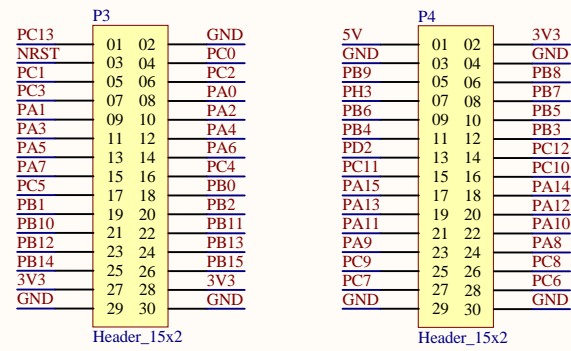 P3
PC13 01 02 GND
NRST 03 04 PC0
PC1 05 06 PC2
PC3 07 08 PA0
PA1 09 10 PA2
PA3 11 12 PA4
PA5 13 14 PA6
PA7 15 16 PC4
PC5 17 18 PB0
PB1 19 20 PB2
PB10 21 22 PB11
PB12 23 24 PB13
PB14 25 26 PB15
3V3 27 28 3V3
GND 29 30 GND
Header_15x2
P4
5V 01 02 3V3
GND 03 04 GND
PB9 05 06 PB8
PH3 07 08 PB7
PB6 09 10 PB5
PB4 11 12 PB3
PD2 13 14 PC12
PC11 15 16 PC10
PA15 17 18 PA14
PA13 19 20 PA12
PA11 21 22 PA10
PA9 23 24 PA8
PC9 25 26 PC8
PC7 27 28 PC6
GND 29 30 GND
Header_15x2